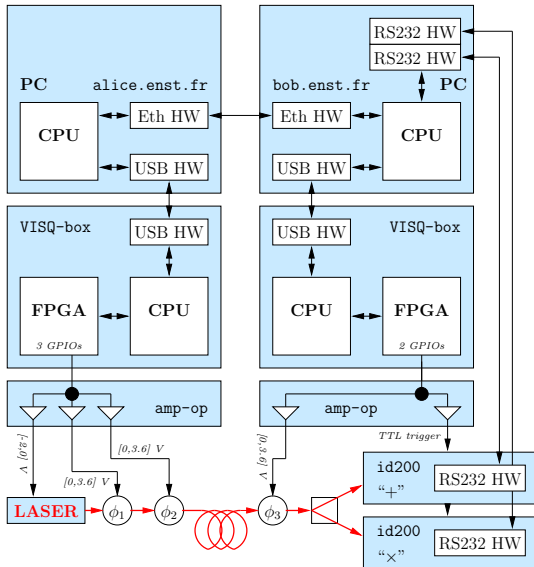 RS232 HW
RS232 HW
PC
alice.enst.fr
bob.enst.fr
PC
CPU
Eth HW
Eth HW
CPU
USB HW
USB HW
VISQ-box
USB HW
USB HW
VISQ-box
FPGA
3 GPIOs
CPU
CPU
FPGA
2 GPIOs
amp-op
amp-op
[-2,0] V
[0,3.6] V
[0,3.6] V
[0,3.6] V
TTL trigger
id200
“+”
RS232 HW
LASER
ϕ1
ϕ2
ϕ3
id200
“×”
RS232 HW